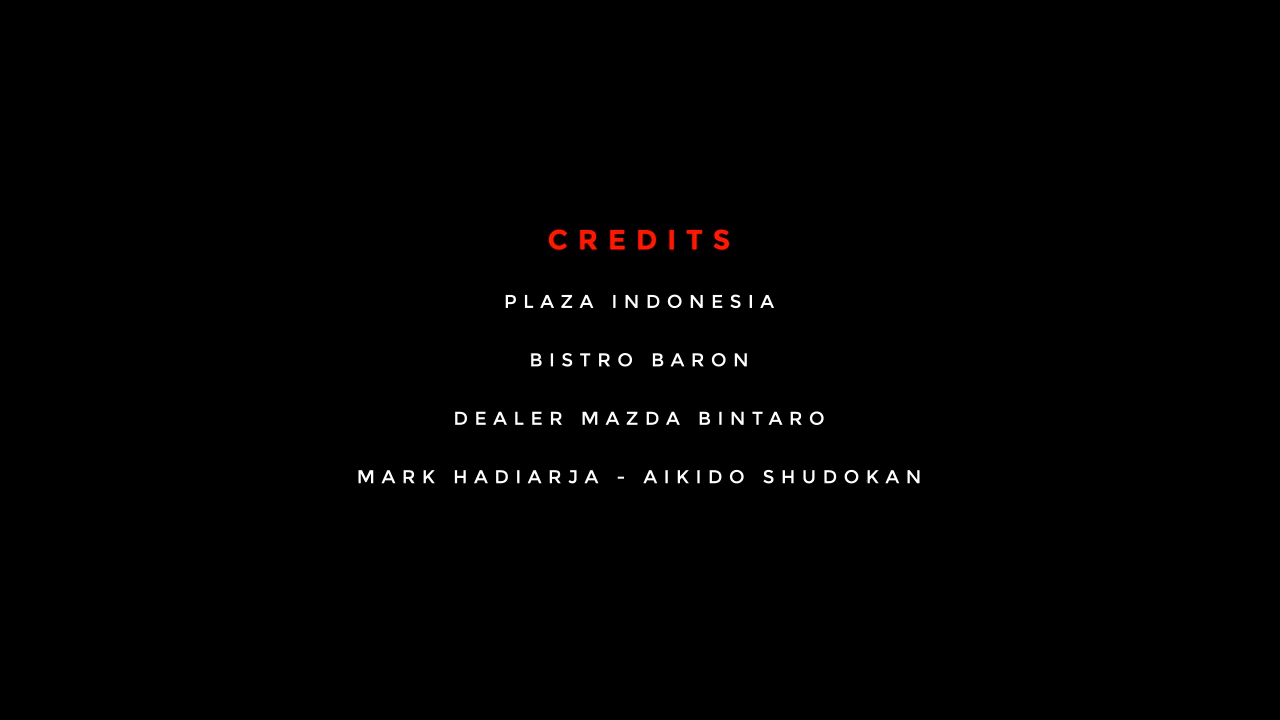 CREDITS
PLAZA INDONESIA
BISTRO BARON
DEALER MAZDA BINTARO
MARK HADIARJA - AIKIDO SHUDOKAN